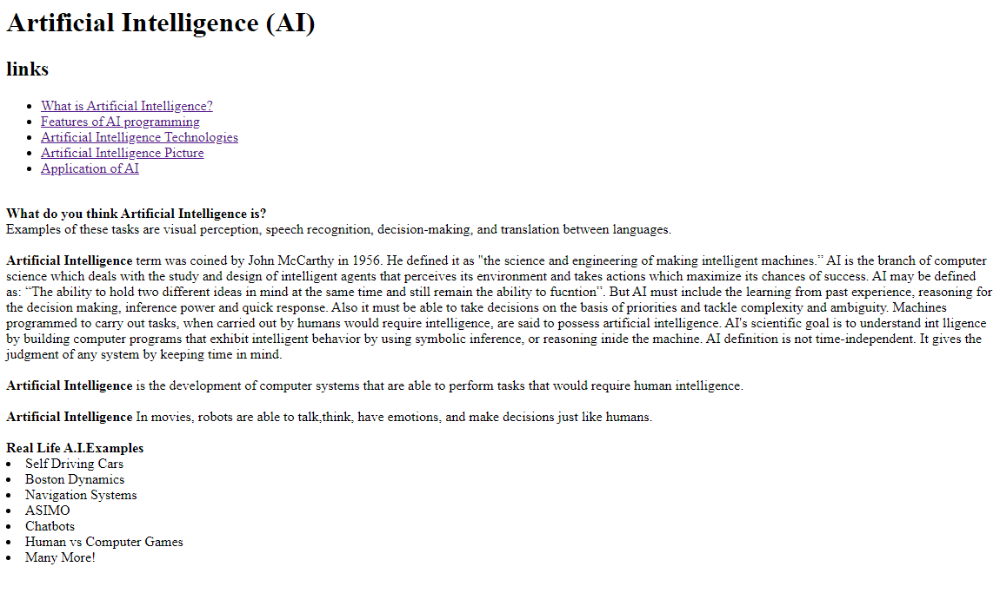 Artificial Intelligence (AI)
links
What is Artificial Intelligence?
Features of AI programming
Artificial Intelligence Technologies
Artificial Intelligence Picture
Application of AI
What do you think Artificial Intelligence is?
Examples of these tasks are visual perception, speech recognition, decision-making, and translation between languages.
Artificial Intelligence term was coined by John McCarthy in 1956. He defined it as "the science and engineering of making intelligent machines.” AI is the branch of computer
science which deals with the study and design of intelligent agents that perceives its environment and takes actions which maximize its chances of success. AI may be defined
as: “The ability to hold two different ideas in mind at the same time and still remain the ability to fucntion”. But AI must include the learning from past experience, reasoning for
the decision making, inference power and quick response. Also it must be able to take decisions on the basis of priorities and tackle complexity and ambiguity. Machines
programmed to carry out tasks, when carried out by humans would require intelligence, are said to possess artificial intelligence. AI's scientific goal is to understand int lligence
by building computer programs that exhibit intelligent behavior by using symbolic inference, or reasoning inide the machine. AI definition is not time-independent. It gives the
judgment of any system by keeping time in mind.
Artificial Intelligence is the development of computer systems that are able to perform tasks that would require human intelligence.
Artificial Intelligence In movies, robots are able to talk,think, have emotions, and make decisions just like humans.
Real Life A.I.Examples
Self Driving Cars
Boston Dynamics
Navigation Systems
ASIMO
Chatbots
Human vs Computer Games
Many More!